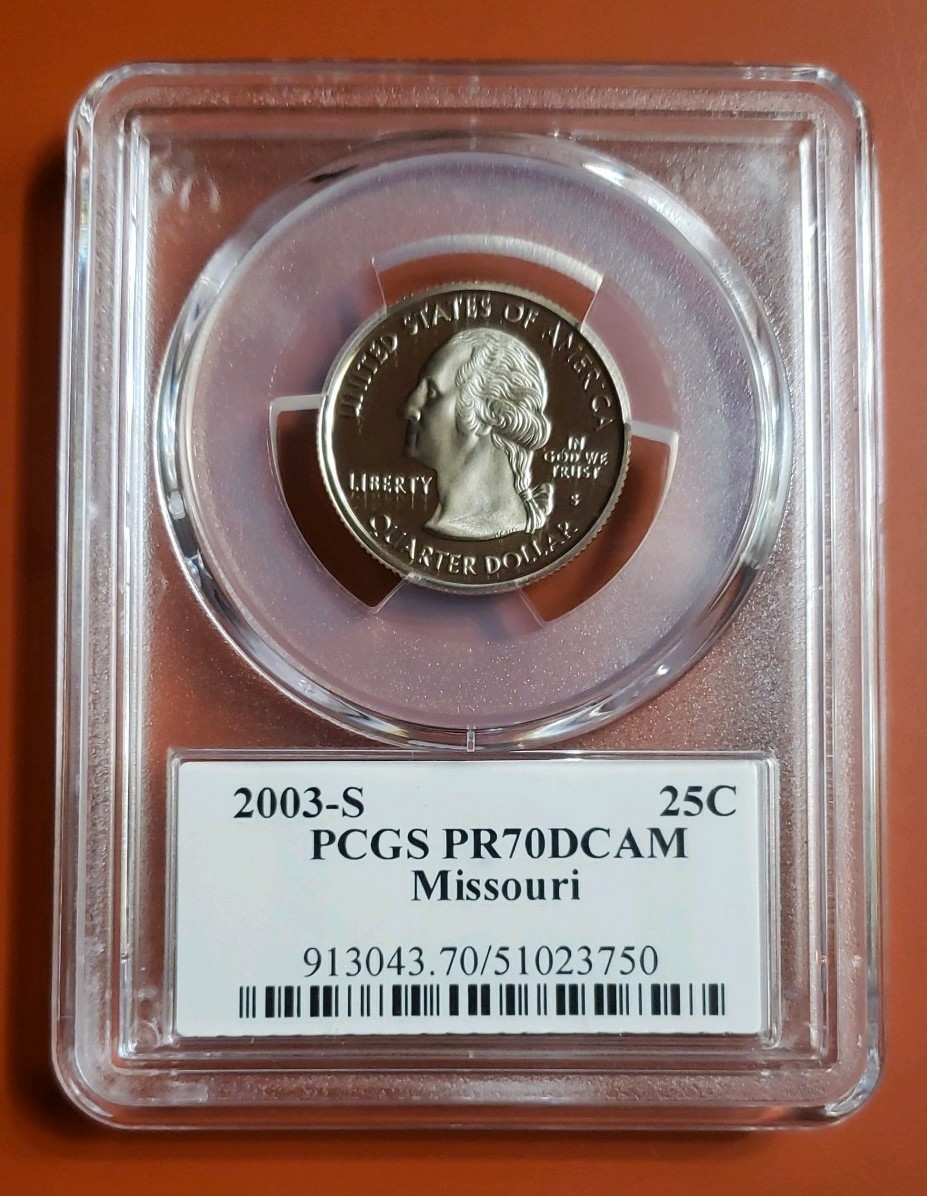 UNITED STATES OF AMERICA
LIBERTY
IN
GOD WE
TRUST
S
QUARTER DOLLAR
2003-S 25C
PCGS PR70DCAM
Missouri
913043.70/51023750